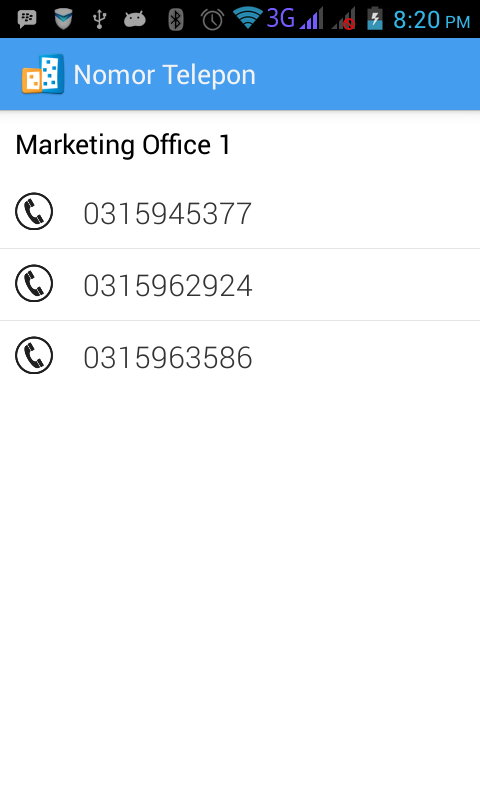 3G
8:20 PM
Nomor Telepon
Marketing Office 1
0315945377
0315962924
0315963586